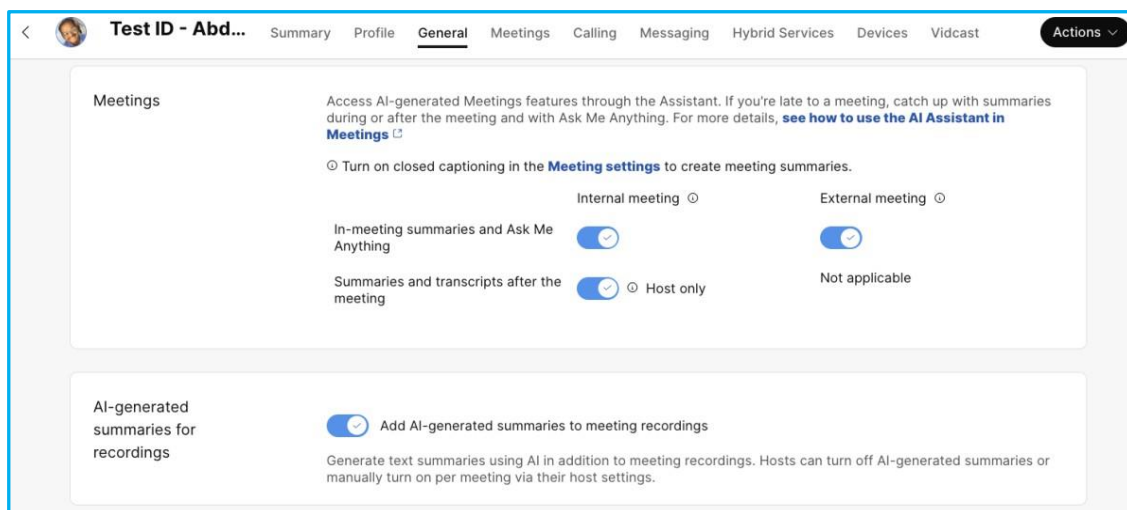 Test ID - Abd...
Summary Profile General Meetings Calling Messaging Hybrid Services Devices Vidcast
Actions
Meetings
Access AI-generated Meetings features through the Assistant. If you're late to a meeting, catch up with summaries
during or after the meeting and with Ask Me Anything. For more details, see how to use the AI Assistant in
Meetings
Turn on closed captioning in the Meeting settings to create meeting summaries.
Internal meeting External meeting
In-meeting summaries and Ask Me
Anything
Summaries and transcripts after the
meeting
Host only
Not applicable
AI-generated
summaries for
recordings
Add AI-generated summaries to meeting recordings
Generate text summaries using AI in addition to meeting recordings. Hosts can turn off AI-generated summaries or
manually turn on per meeting via their host settings.